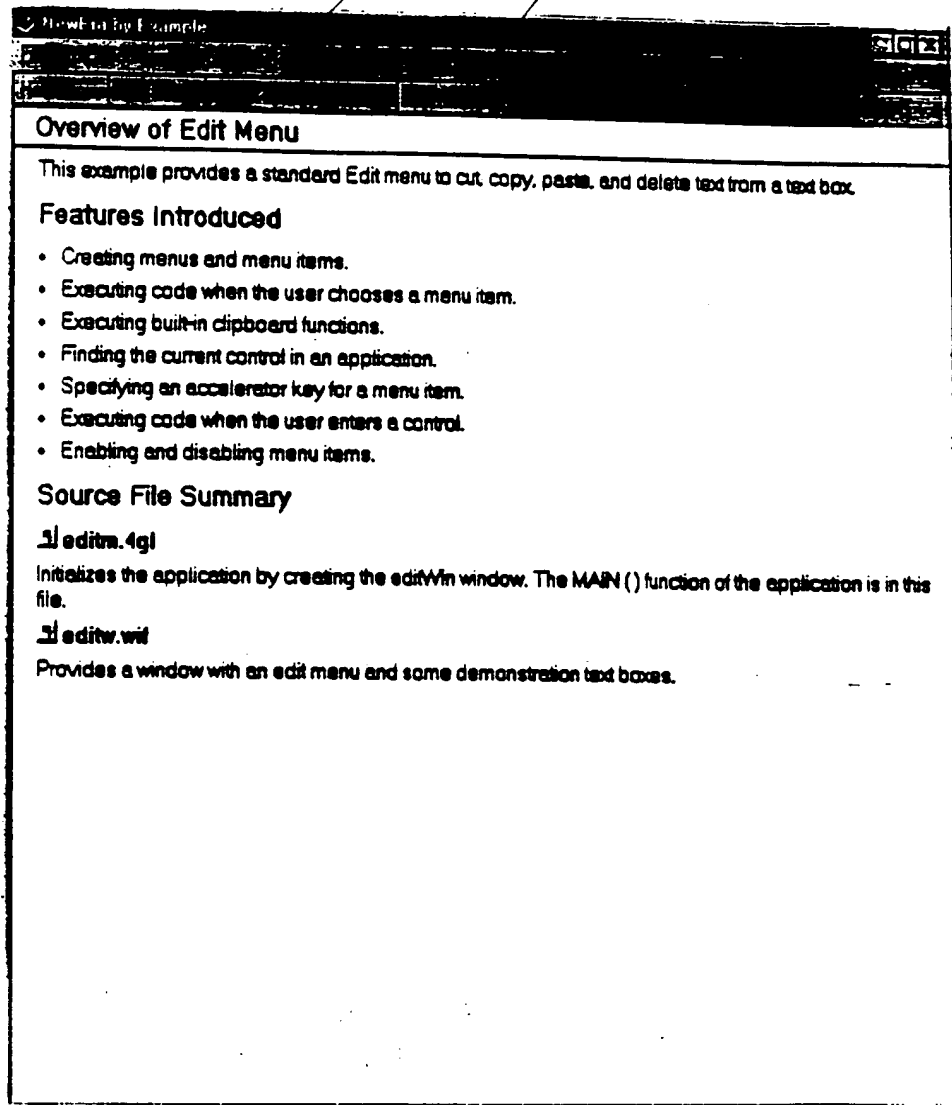 NewEra by Example
Overview of Edit Menu
This example provides a standard Edit menu to cut, copy, paste, and delete text from a text box.
Features Introduced
• Creating menus and menu items.
• Executing code when the user chooses a menu item.
• Executing built-in clipboard functions.
• Finding the current control in an application.
• Specifying an accelerator key for a menu item.
• Executing code when the user enters a control.
• Enabling and disabling menu items.
Source File Summary
editm.4gl
Initializes the application by creating the editWin window. The MAIN ( ) function of the application is in this
file.
editw.wif
Provides a window with an edit menu and some demonstration text boxes.